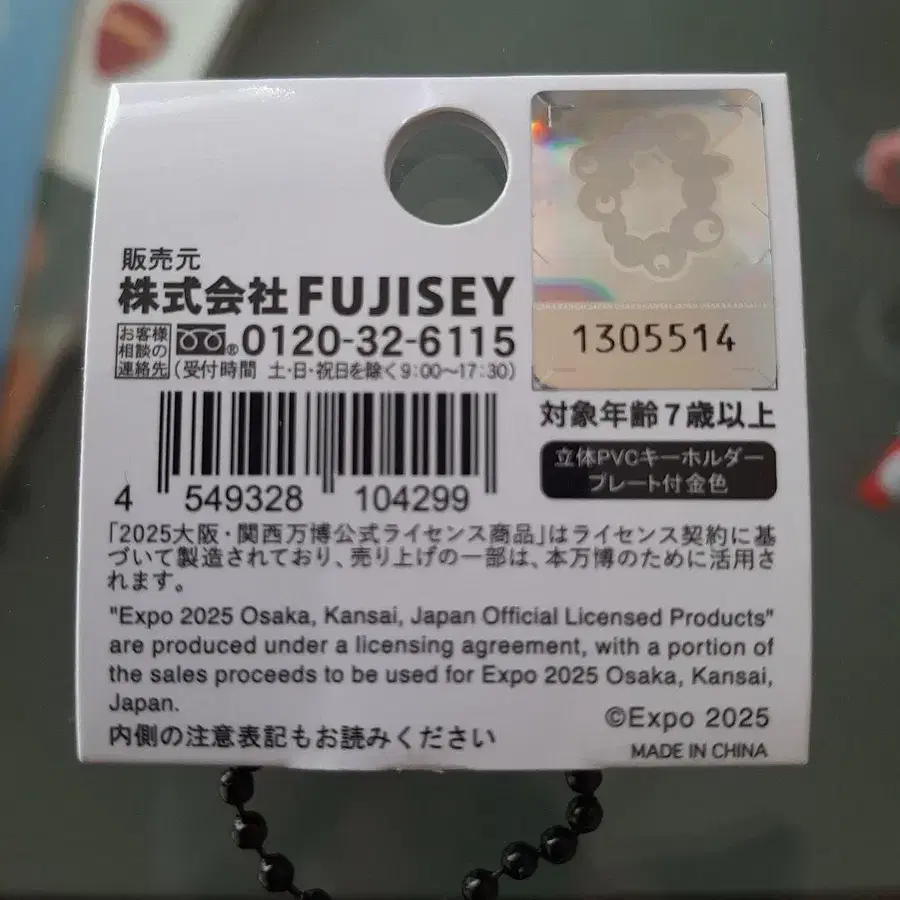 販売元
株式会社FUJISEY
お客様
相談の
連絡先
® 0120-32-6115
(受付時間 土・日・祝日を除く9:00〜17:30)
1305514
対象年齢7歳以上
立体PVCキーホルダー
プレート付金色
4 549328 104299
「2025大阪・関西万博公式ライセンス商品」はライセンス契約に基
づいて製造されており、売り上げの一部は、本万博のために活用さ
れます。
"Expo 2025 Osaka, Kansai, Japan Official Licensed Products"
are produced under a licensing agreement, with a portion of
the sales proceeds to be used for Expo 2025 Osaka, Kansai,
Japan.
©Expo 2025
内側の注意表記もお読みください
MADE IN CHINA